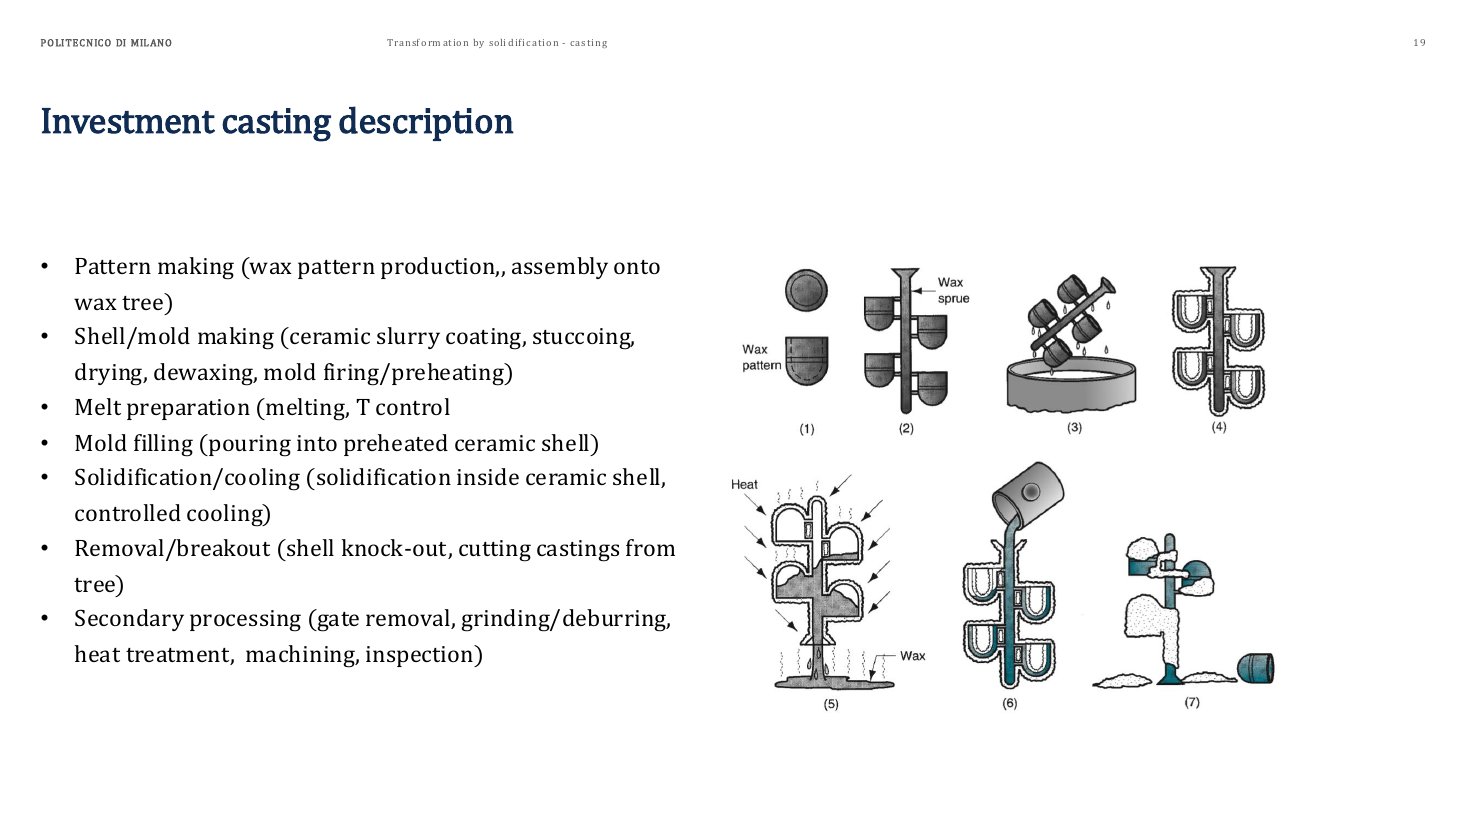 POLITECNICO DI MILANO
Transformation by solidification - casting
19
Investment casting description
• Pattern making (wax pattern production,, assembly onto
wax tree)
• Shell/mold making (ceramic slurry coating, stuccoing,
drying, dewaxing, mold firing/preheating)
• Melt preparation (melting, T control
• Mold filling (pouring into preheated ceramic shell)
• Solidification/cooling (solidification inside ceramic shell,
controlled cooling)
• Removal/breakout (shell knock-out, cutting castings from
tree)
• Secondary processing (gate removal, grinding/deburring,
heat treatment,  machining, inspection)
Wax
sprue
Wax
pattern
(1)
(2)
(3)
(4)
Heat
Wax
(5)
(6)
(7)